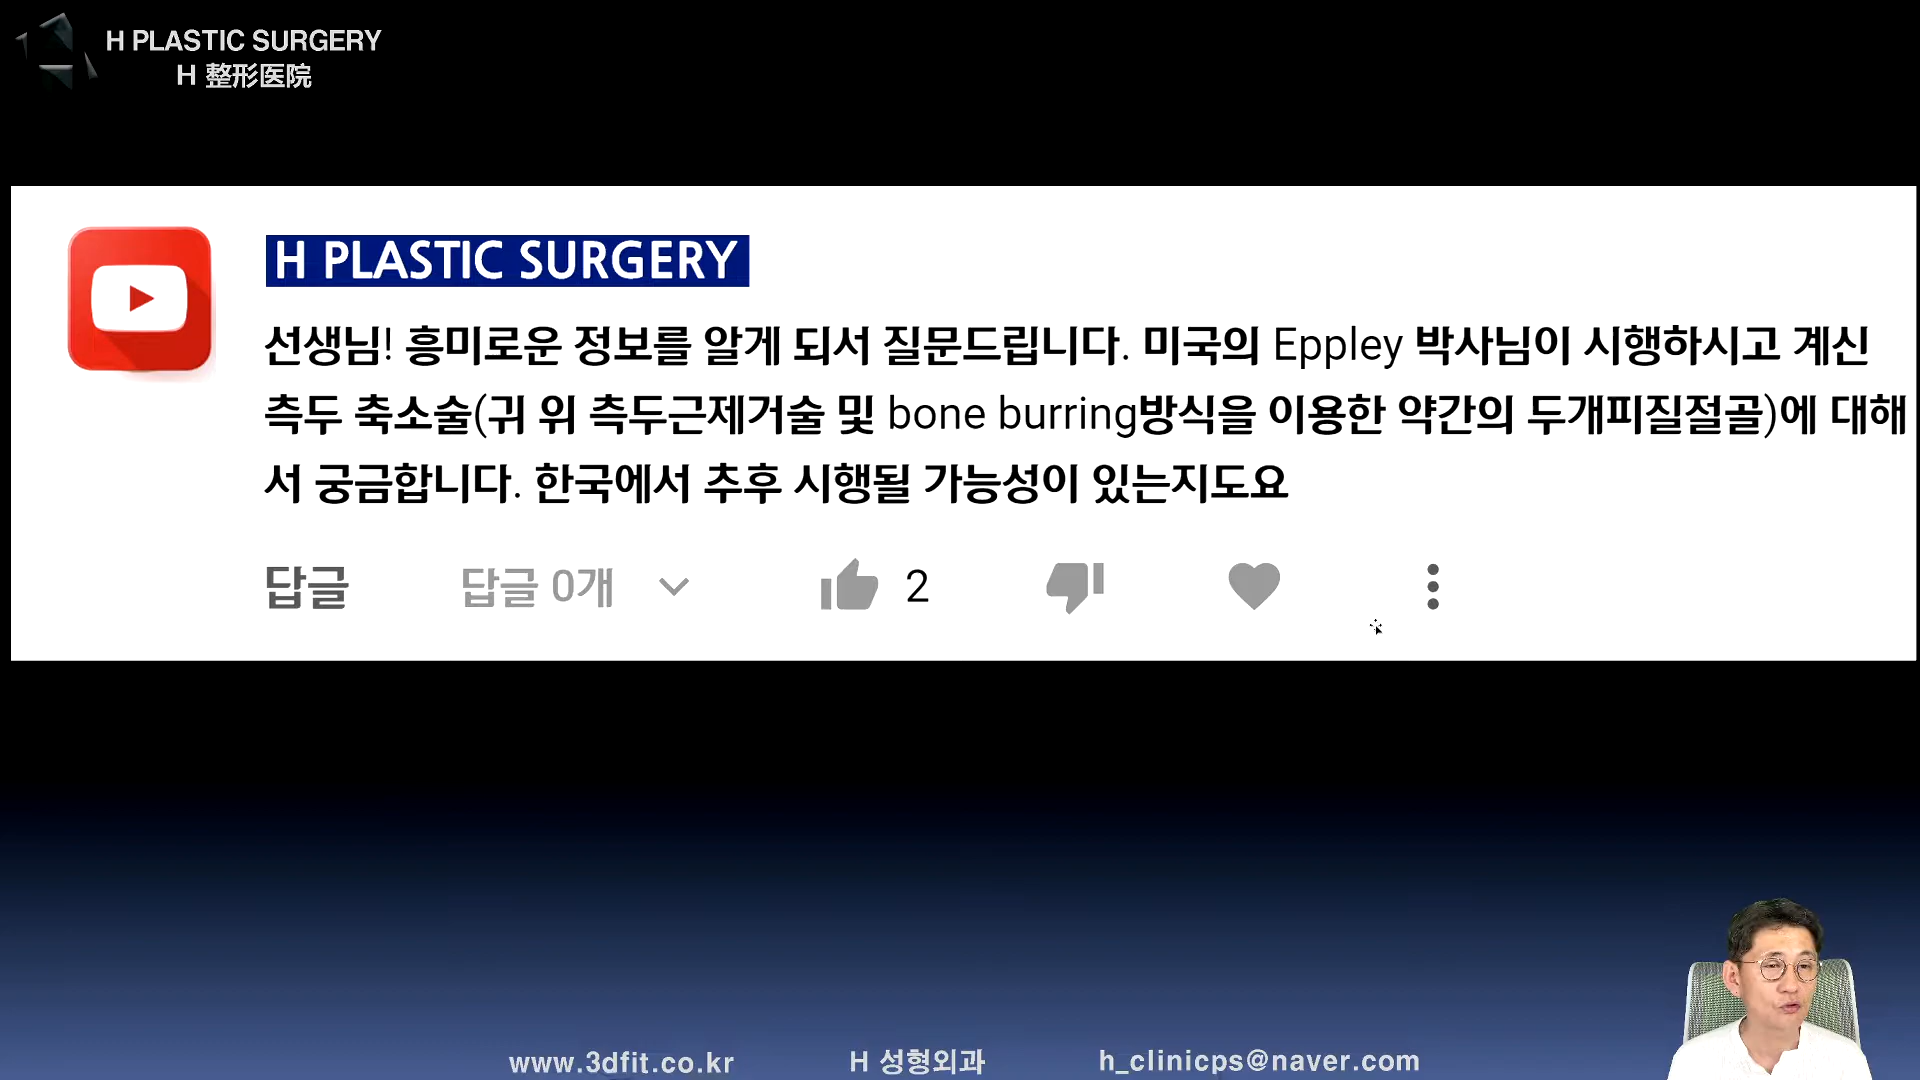 H PLASTIC SURGERY
H 整形医院
H PLASTIC SURGERY
선생님! 흥미로운 정보를 알게 되서 질문드립니다. 미국의 Eppley 박사님이 시행하시고 계신
측두 축소술(귀 위 측두근제거술 및 bone burring방식을 이용한 약간의 두개피질절골)에 대해
서 궁금합니다. 한국에서 추후 시행될 가능성이 있는지도요
답글 답글 0개 2
www.3dfit.co.kr H 성형외과 h_clinicps@naver.com